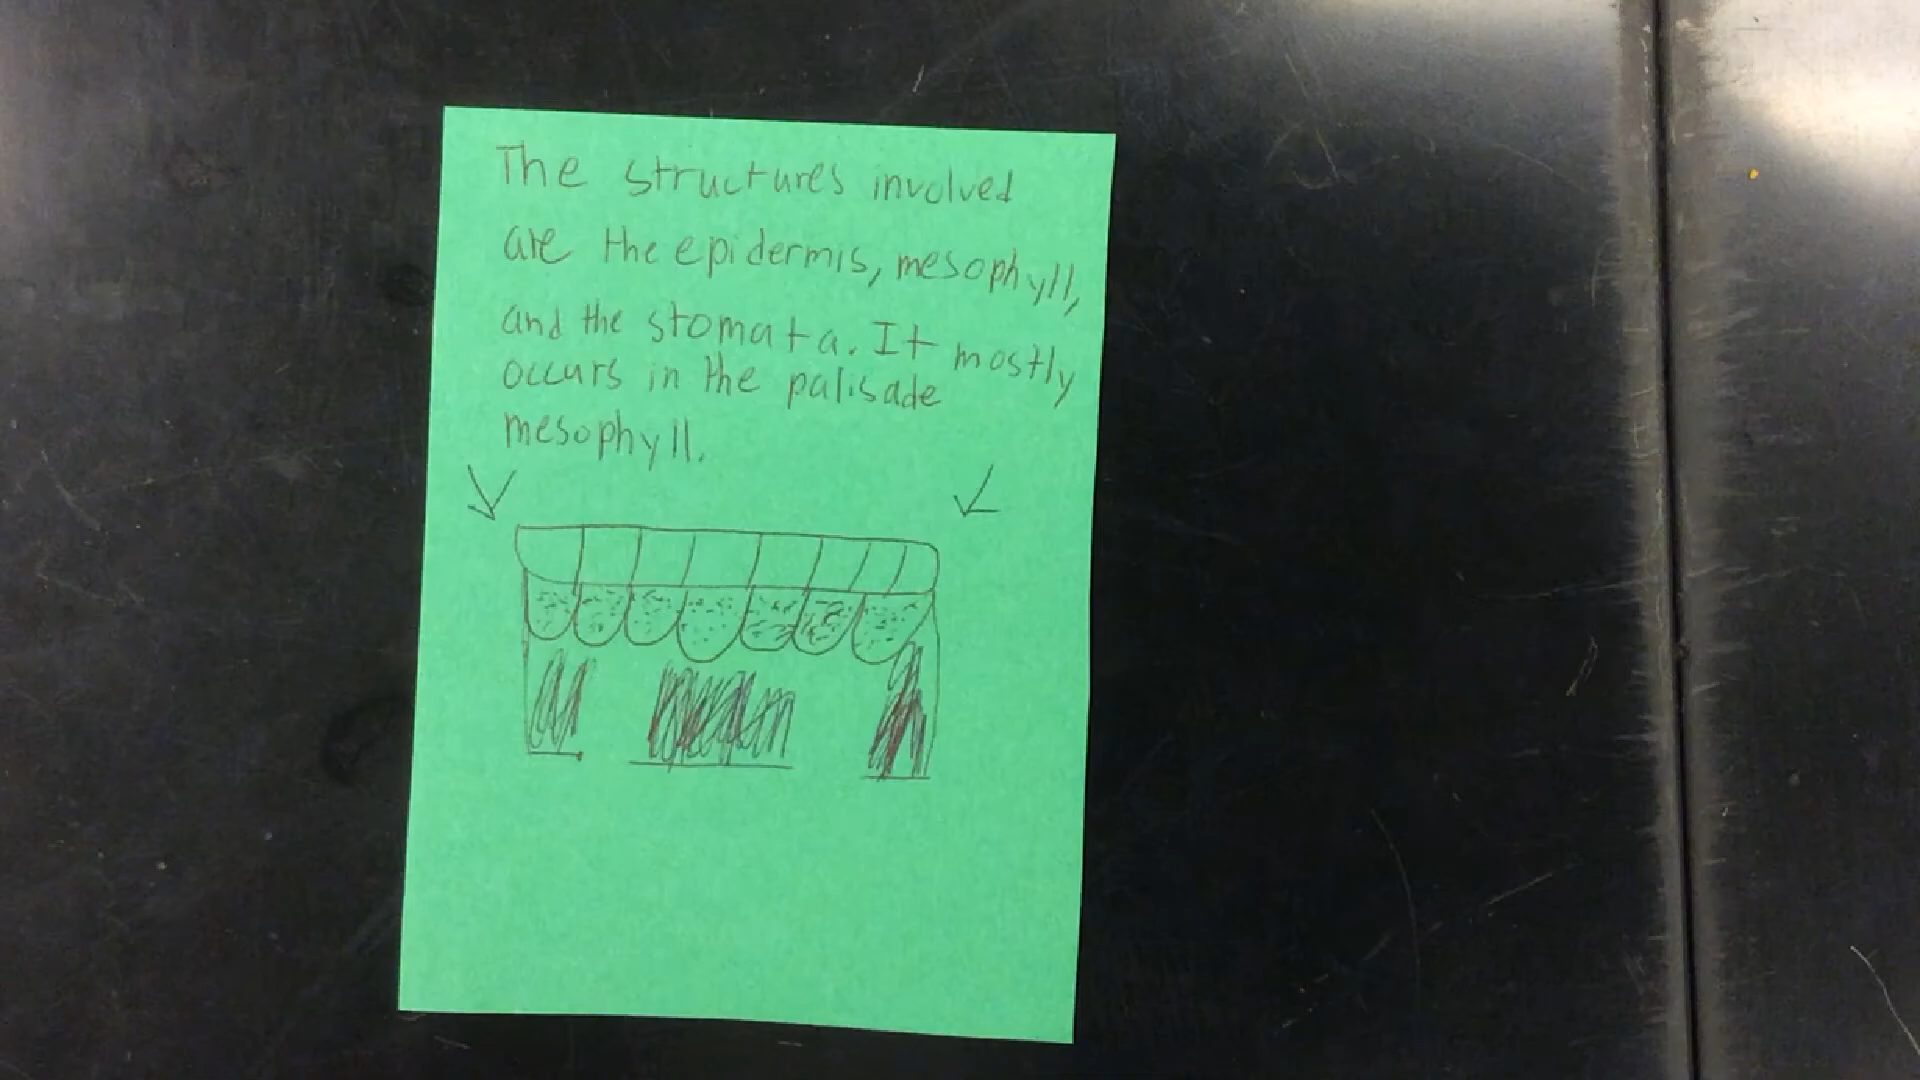 The structures involved
are the epidermis, mesophyll,
and the stomata. It mostly
occurs in the palisade
mesophyll.